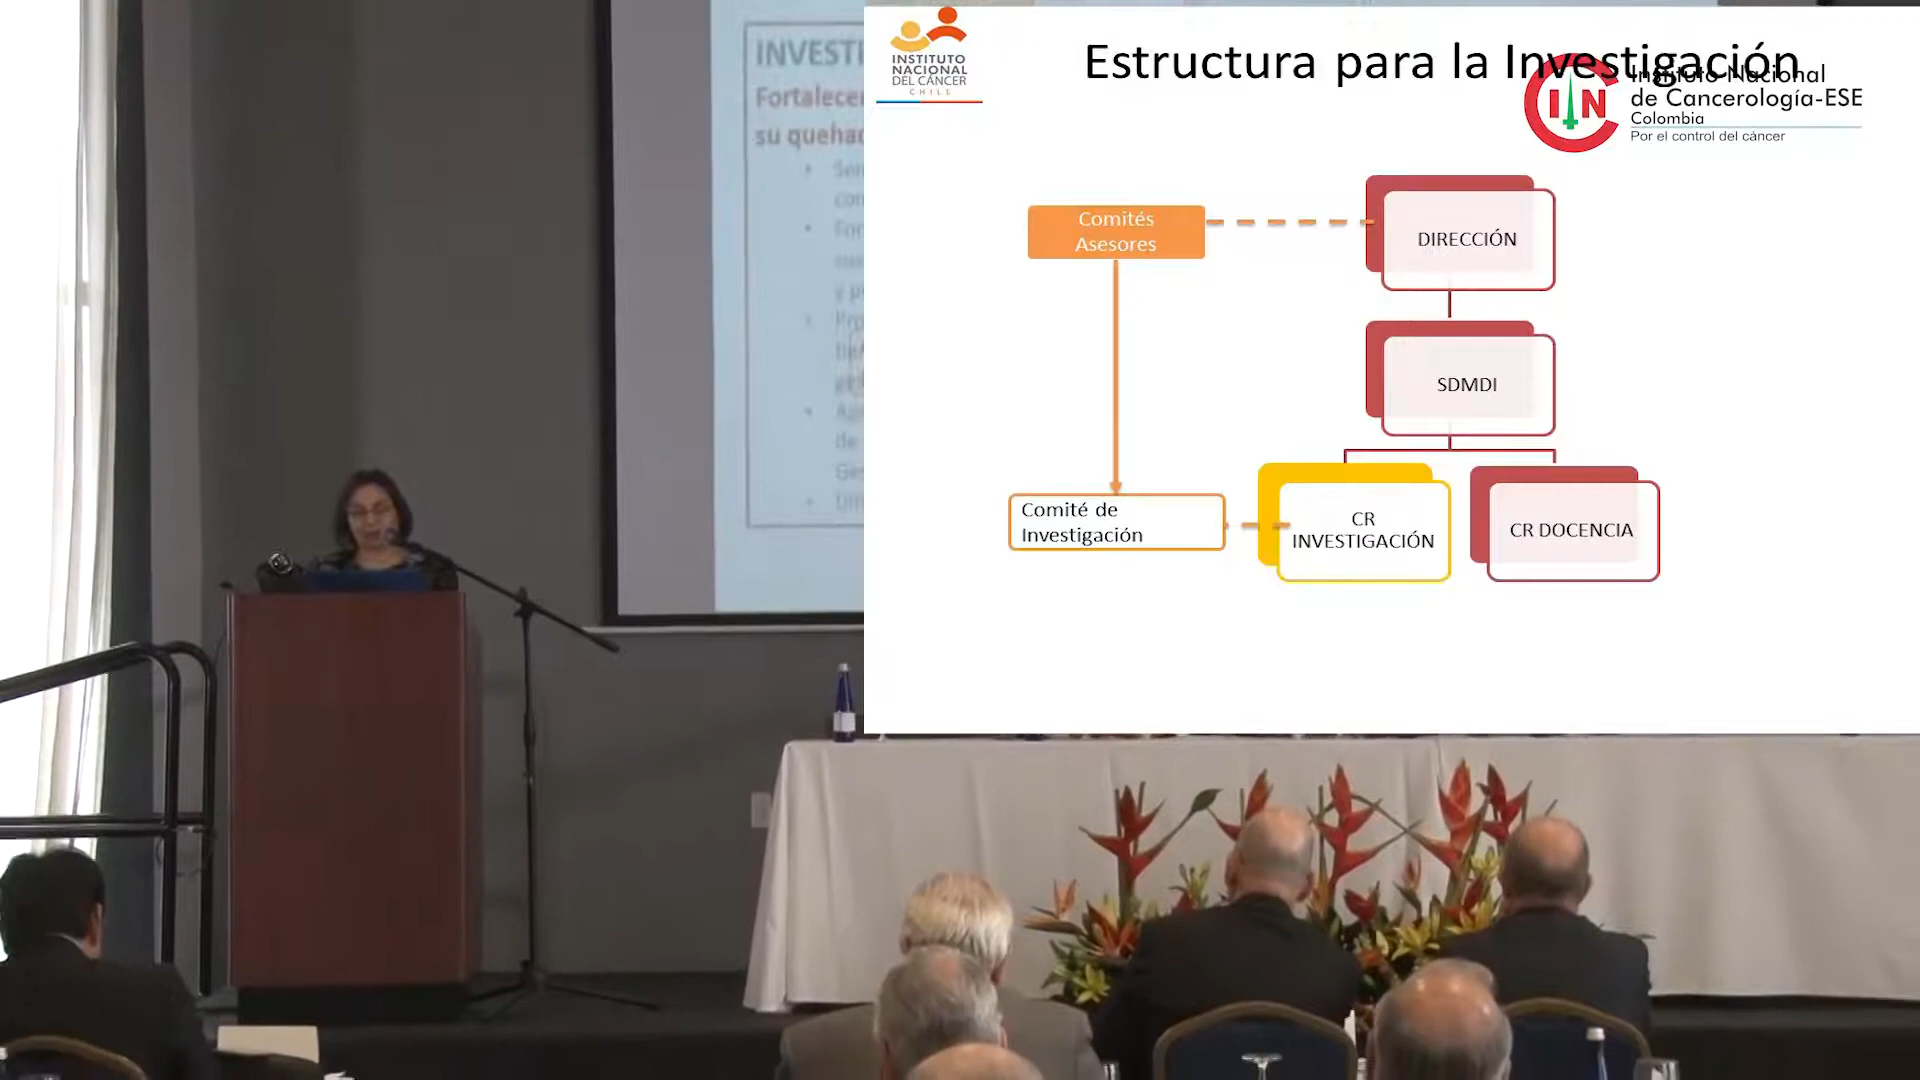 INVESTI
Fortalecer
su quehac
INSTITUTO
NACIONAL
DEL CÁNCER
CHILE
Estructura para la Investigación
Instituto Nacional
de Cancerología-ESE
Colombia
Por el control del cáncer
Comités
Asesores
DIRECCIÓN
SDMDI
Comité de
Investigación
CR
INVESTIGACIÓN
CR DOCENCIA